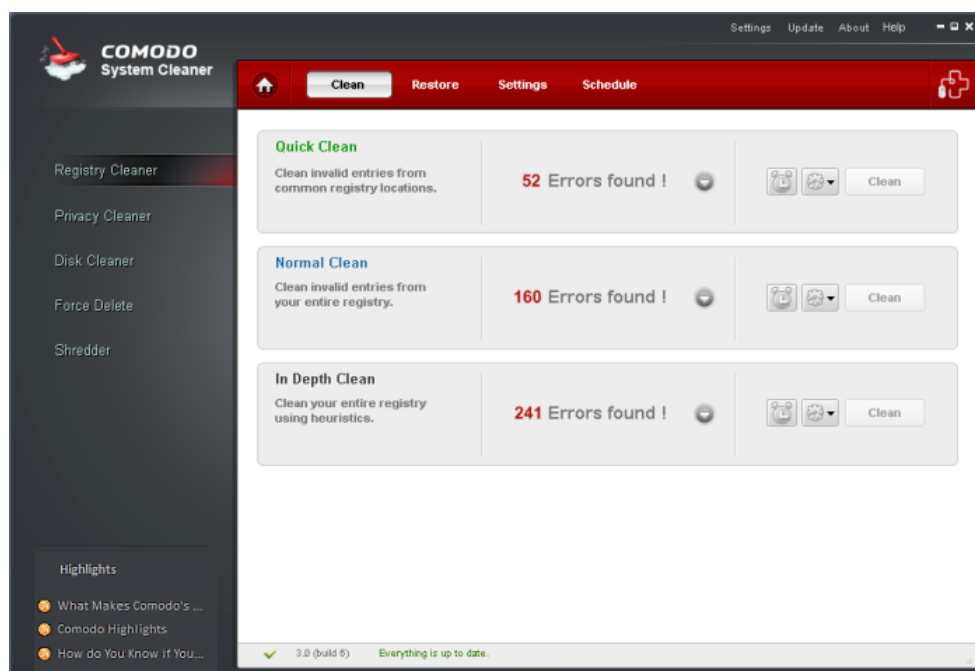 Settings Update About Help
COMODO
System Cleaner
Clean Restore Settings Schedule
Registry Cleaner
Privacy Cleaner
Disk Cleaner
Force Delete
Shredder
Quick Clean
Clean invalid entries from
common registry locations.
52 Errors found !
Clean
Normal Clean
Clean invalid entries from
your entire registry.
160 Errors found !
Clean
In Depth Clean
Clean your entire registry
using heuristics.
241 Errors found !
Clean
Highlights
What Makes Comodo's ...
Comodo Highlights
How do You Know if You...
3.0 (build 6) Everything is up to date.